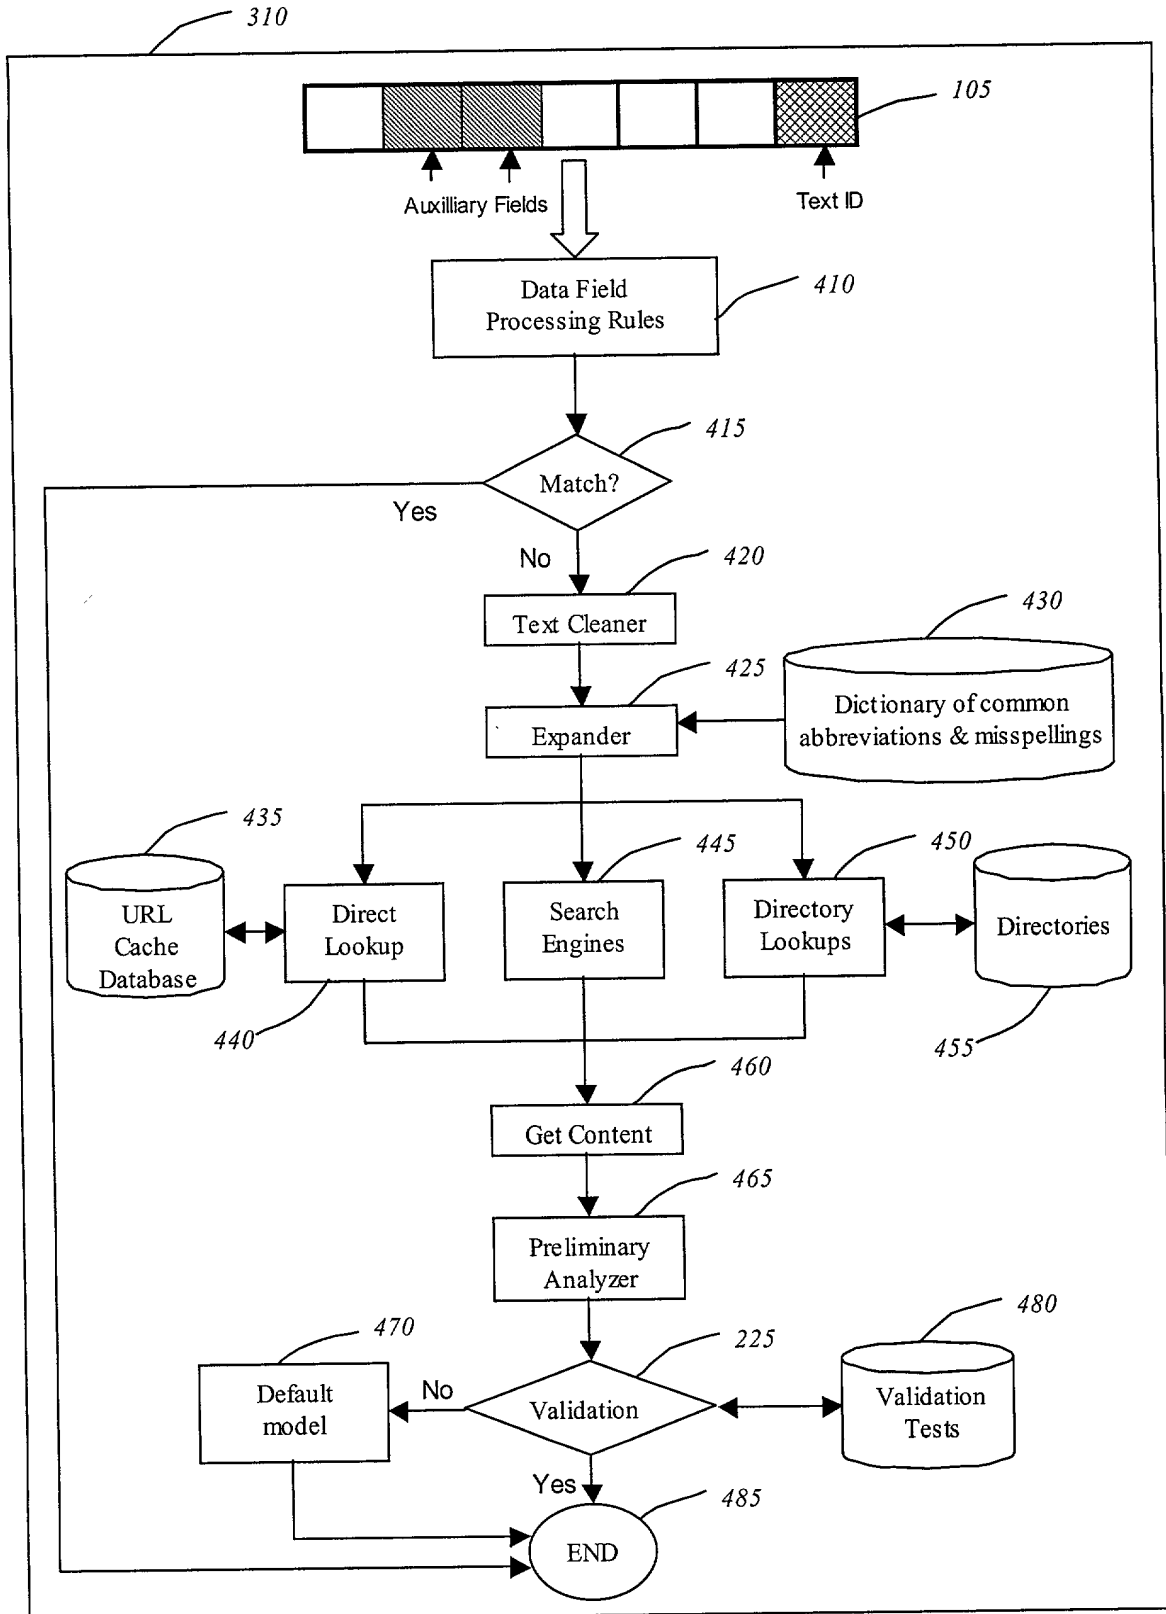 310
105
Auxilliary Fields
Text ID
Data Field
Processing Rules
410
415
Match?
Yes
No
420
Text Cleaner
430
425
Dictionary of common
abbreviations & misspellings
Expander
435
445
450
URL
Cache
Database
Direct
Lookup
Search
Engines
Directory
Lookups
Directories
440
455
460
Get Content
465
Preliminary
Analyzer
470
225
480
Default
model
No
Validation
Validation
Tests
Yes
485
END